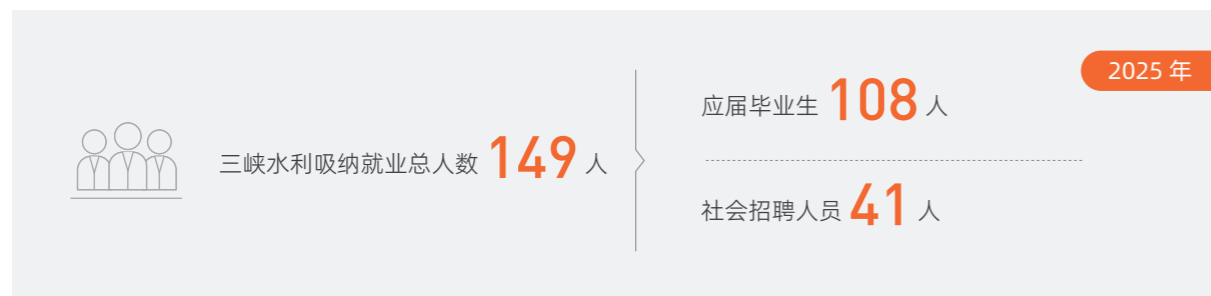 2025 年
三峡水利吸纳就业总人数 149 人
应届毕业生 108 人
社会招聘人员 41 人